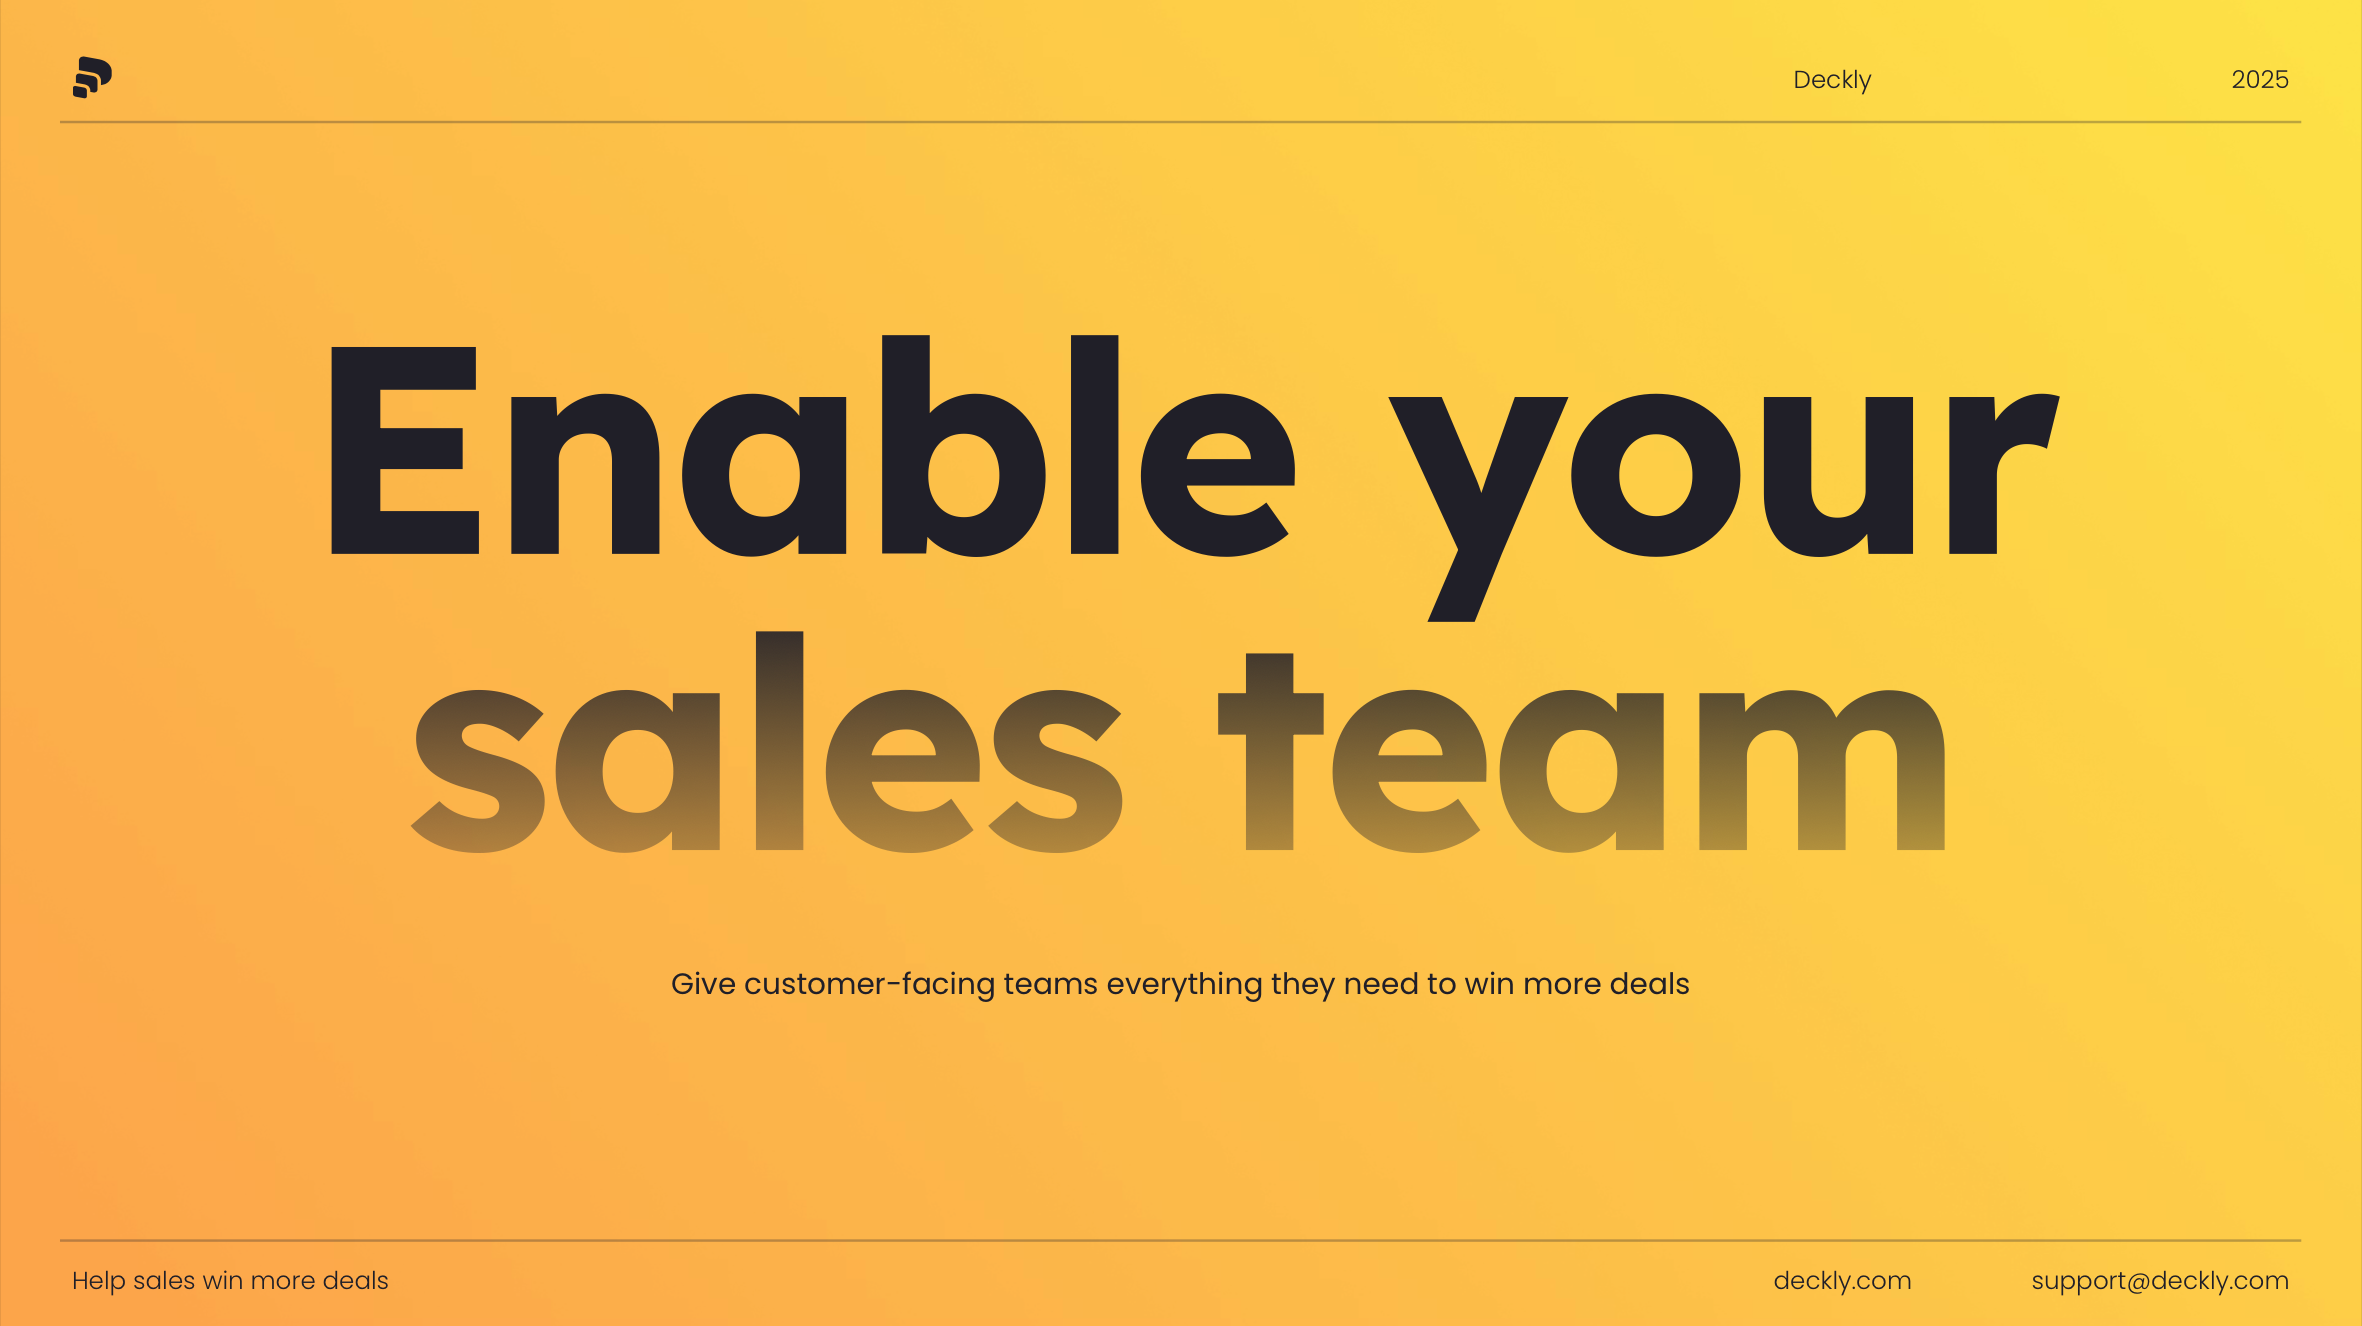 Deckly
2025
Enable your
sales team
Give customer-facing teams everything they need to win more deals
Help sales win more deals
deckly.com
support@deckly.com